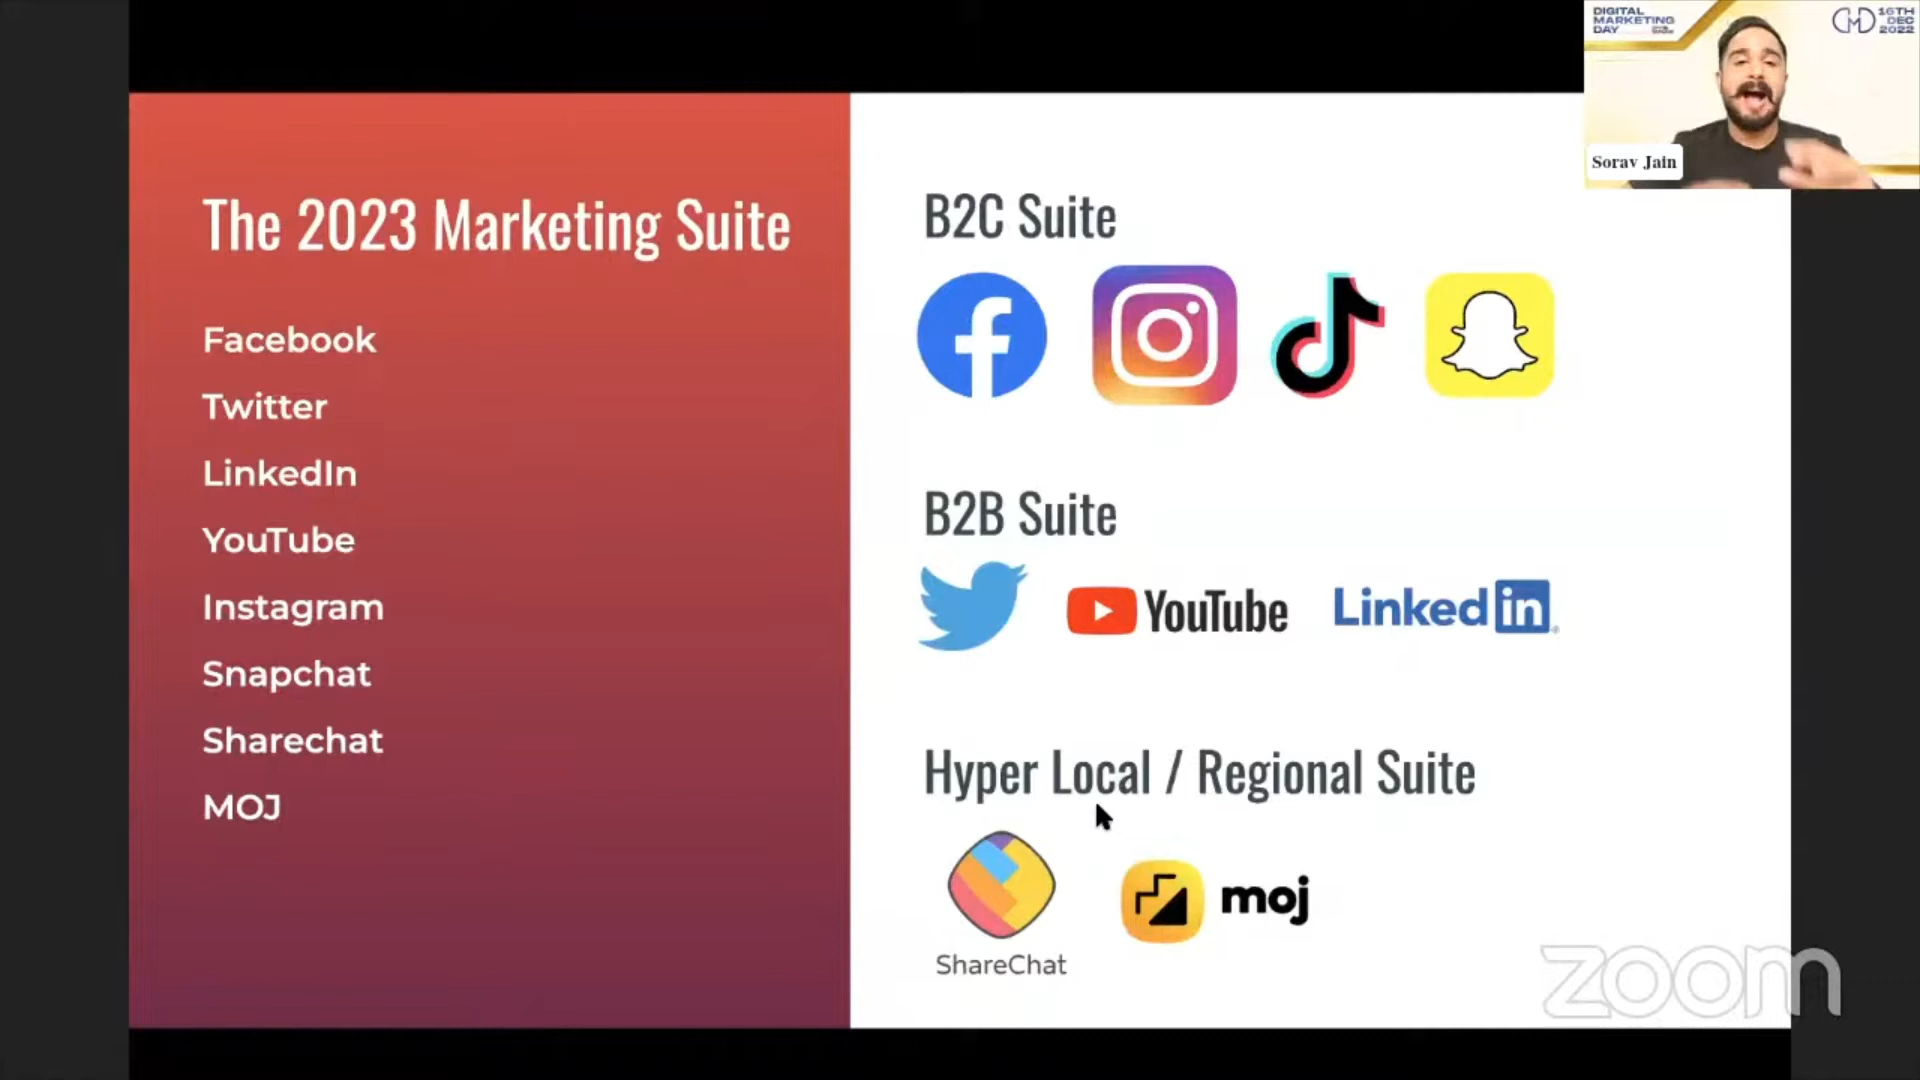 The 2023 Marketing Suite
Facebook
Twitter
LinkedIn
YouTube
Instagram
Snapchat
Sharechat
MOJ
B2C Suite
B2B Suite
YouTube
Linked in
Hyper Local / Regional Suite
ShareChat
moj
DIGITAL
MARKETING
DAY
16TH
DEC
2022
Sorav Jain
zoom